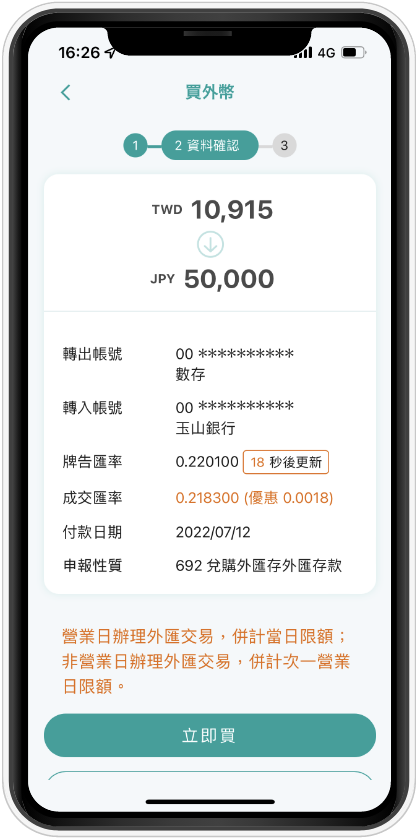 16:26 4G
買外幣
1 2 資料確認 3
TWD 10,915
JPY 50,000
轉出帳號 00 **********
數存
轉入帳號 00 **********
玉山銀行
牌告匯率 0.220100 18 秒後更新
成交匯率 0.218300 (優惠 0.0018)
付款日期 2022/07/12
申報性質 692 兌購外匯存外匯存款
營業日辦理外匯交易，併計當日限額；
非營業日辦理外匯交易，併計次一營業
日限額。
立即買